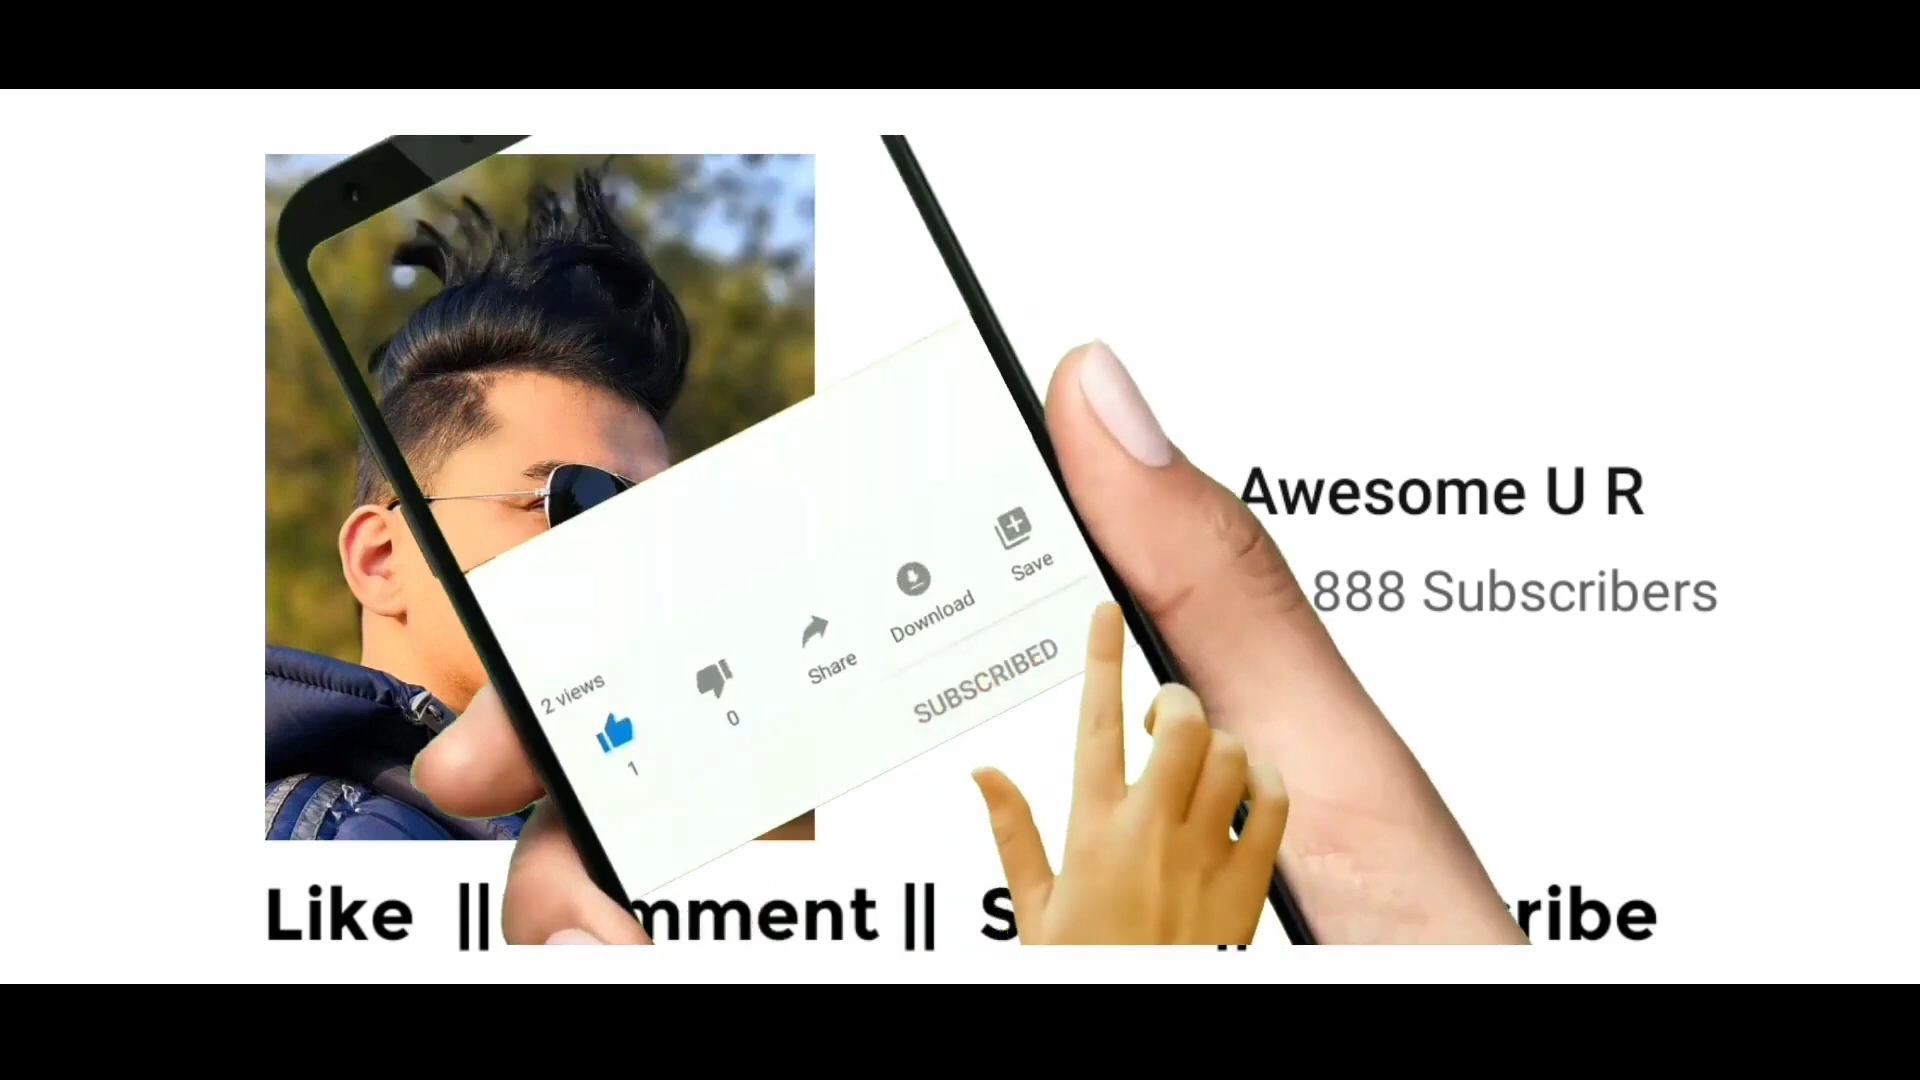 Awesome U R
888 Subscribers
Save
Download
Share
2 views
0
1
SUBSCRIBED
Like || mment || S ribe